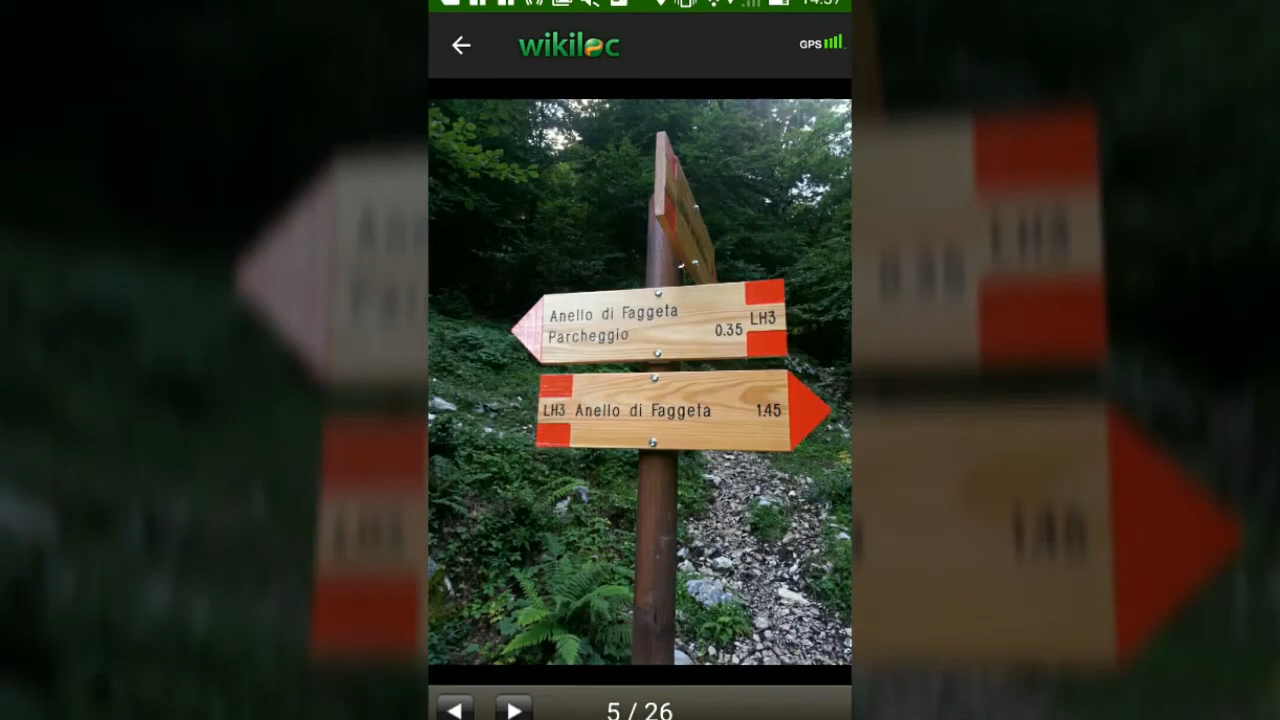 wikiloc
GPS
Anello di Faggeta
Parcheggio 0.35 LH3
LH3 Anello di Faggeta 1.45
5 / 26